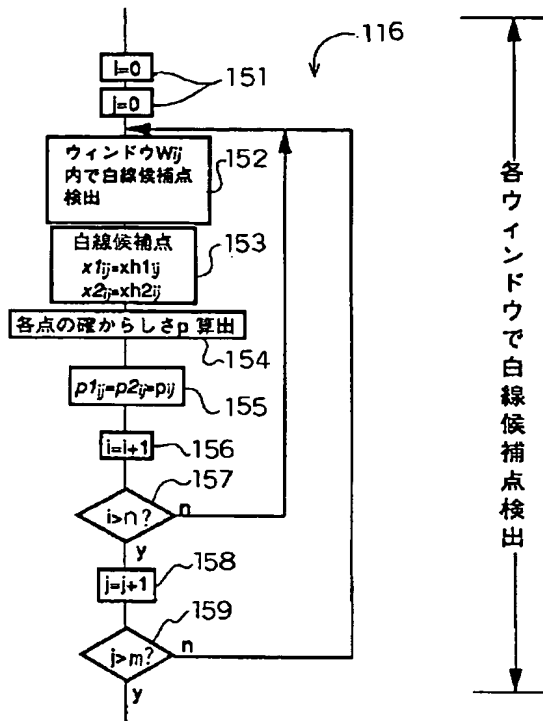 116
i=0
151
j=0
ウィンドウWij
内で白線候補点
検出
152
白線候補点
x1ij=xh1ij
x2ij=xh2ij
153
各点の確からしさp 算出
154
p1ij=p2ij=pij
155
i=i+1
156
157
i>n?
n
y
j=j+1
158
159
j>m?
n
y
各ウィンドウで白線候補点検出